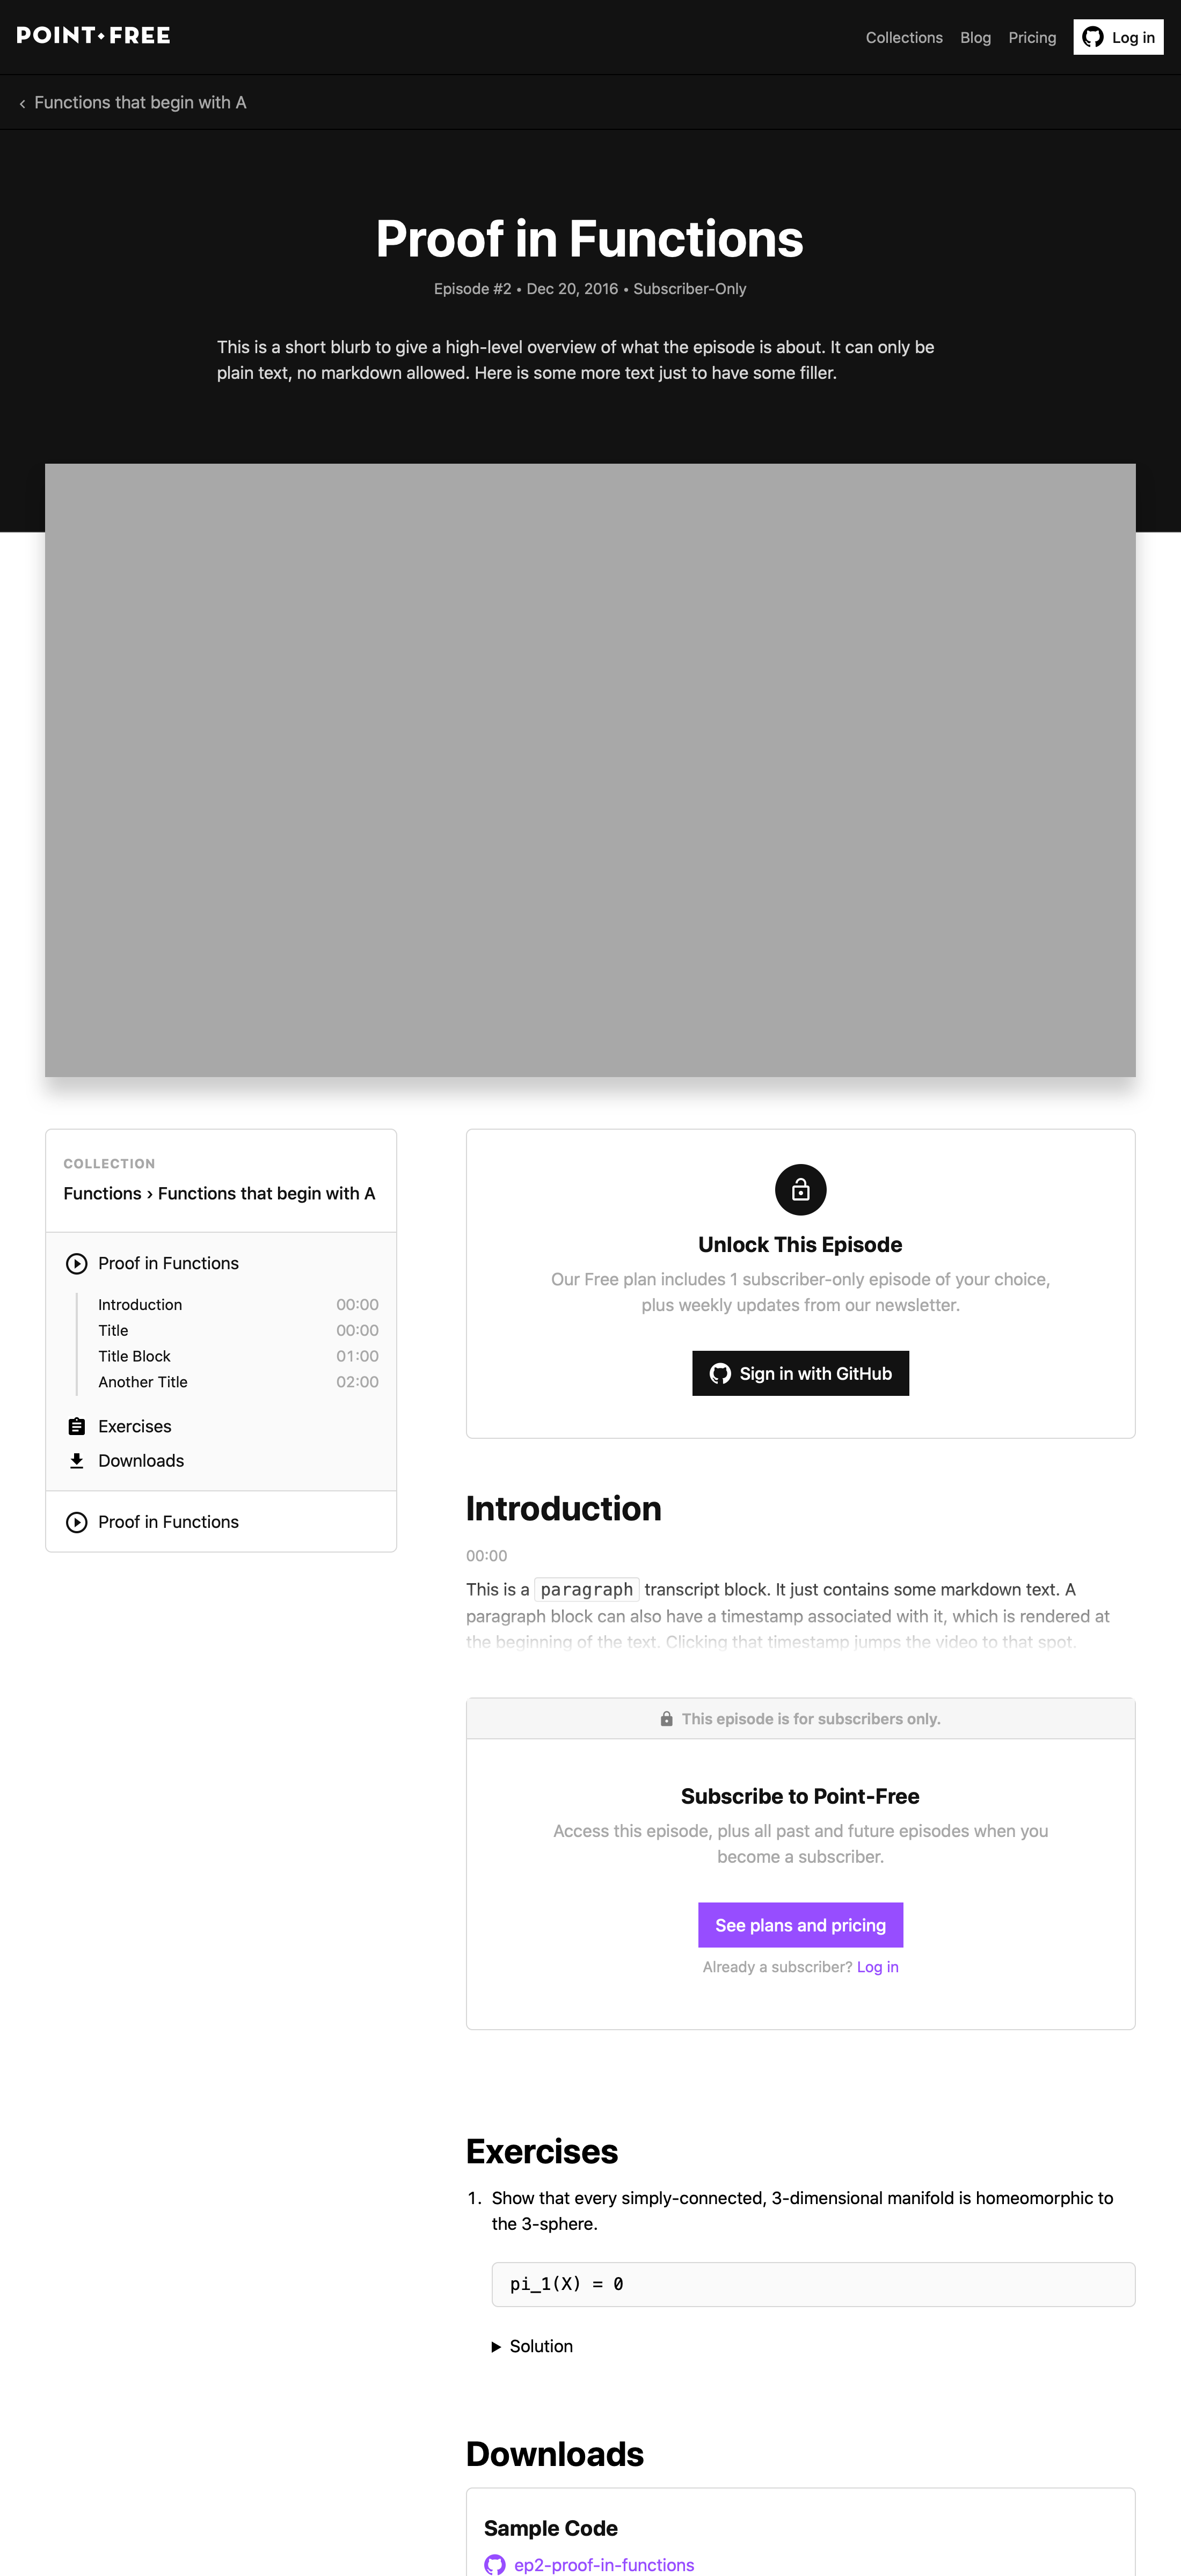 POINT•FREE
Collections Blog Pricing Log in
‹ Functions that begin with A
Proof in Functions
Episode #2 • Dec 20, 2016 • Subscriber-Only
This is a short blurb to give a high-level overview of what the episode is about. It can only be
plain text, no markdown allowed. Here is some more text just to have some filler.
COLLECTION
Functions › Functions that begin with A
Proof in Functions
Introduction 00:00
Title 00:00
Title Block 01:00
Another Title 02:00
Exercises
Downloads
Proof in Functions
Unlock This Episode
Our Free plan includes 1 subscriber-only episode of your choice,
plus weekly updates from our newsletter.
Sign in with GitHub
Introduction
00:00
This is a paragraph transcript block. It just contains some markdown text. A
paragraph block can also have a timestamp associated with it, which is rendered at
the beginning of the text. Clicking that timestamp jumps the video to that spot.
This episode is for subscribers only.
Subscribe to Point-Free
Access this episode, plus all past and future episodes when you
become a subscriber.
See plans and pricing
Already a subscriber? Log in
Exercises
1. Show that every simply-connected, 3-dimensional manifold is homeomorphic to
the 3-sphere.
pi_1(X) = 0
Solution
Downloads
Sample Code
ep2-proof-in-functions